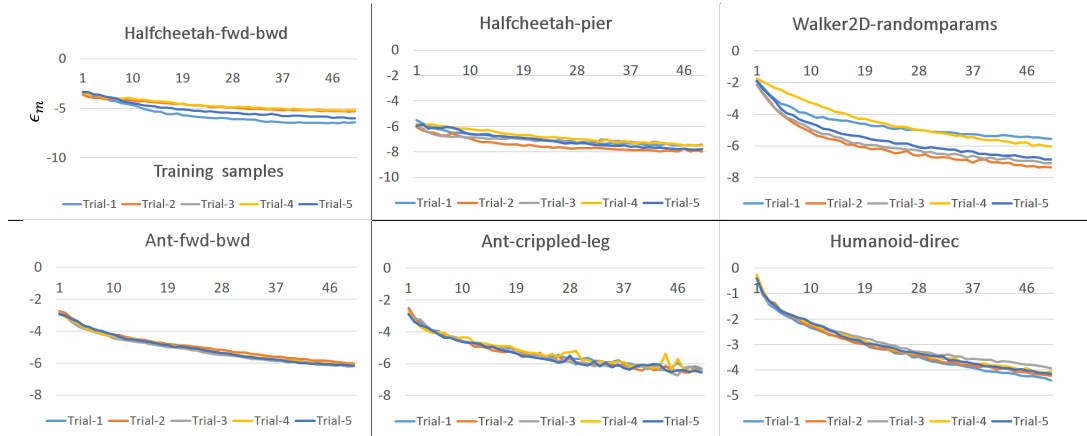 Halfcheetah-fwd-bwd
0
1 10 19 28 37 46
-5
ϵm
-10
Training samples
Trial-1 Trial-2 Trial-3 Trial-4 Trial-5
Halfcheetah-pier
0
1 10 19 28 37 46
-2
-4
-6
-8
-10
Trial-1 Trial-2 Trial-3 Trial-4 Trial-5
Walker2D-randomparams
0
1 10 19 28 37 46
-2
-4
-6
-8
Trial-1 Trial-2 Trial-3 Trial-4 Trial-5
Ant-fwd-bwd
0
1 10 19 28 37 46
-2
-4
-6
-8
Trial-1 Trial-2 Trial-3 Trial-4 Trial-5
Ant-crippled-leg
0
1 10 19 28 37 46
-2
-4
-6
-8
Trial-1 Trial-2 Trial-3 Trial-4 Trial-5
Humanoid-direc
0
1 10 19 28 37 46
-1
-2
-3
-4
-5
Trial-1 Trial-2 Trial-3 Trial-4 Trial-5